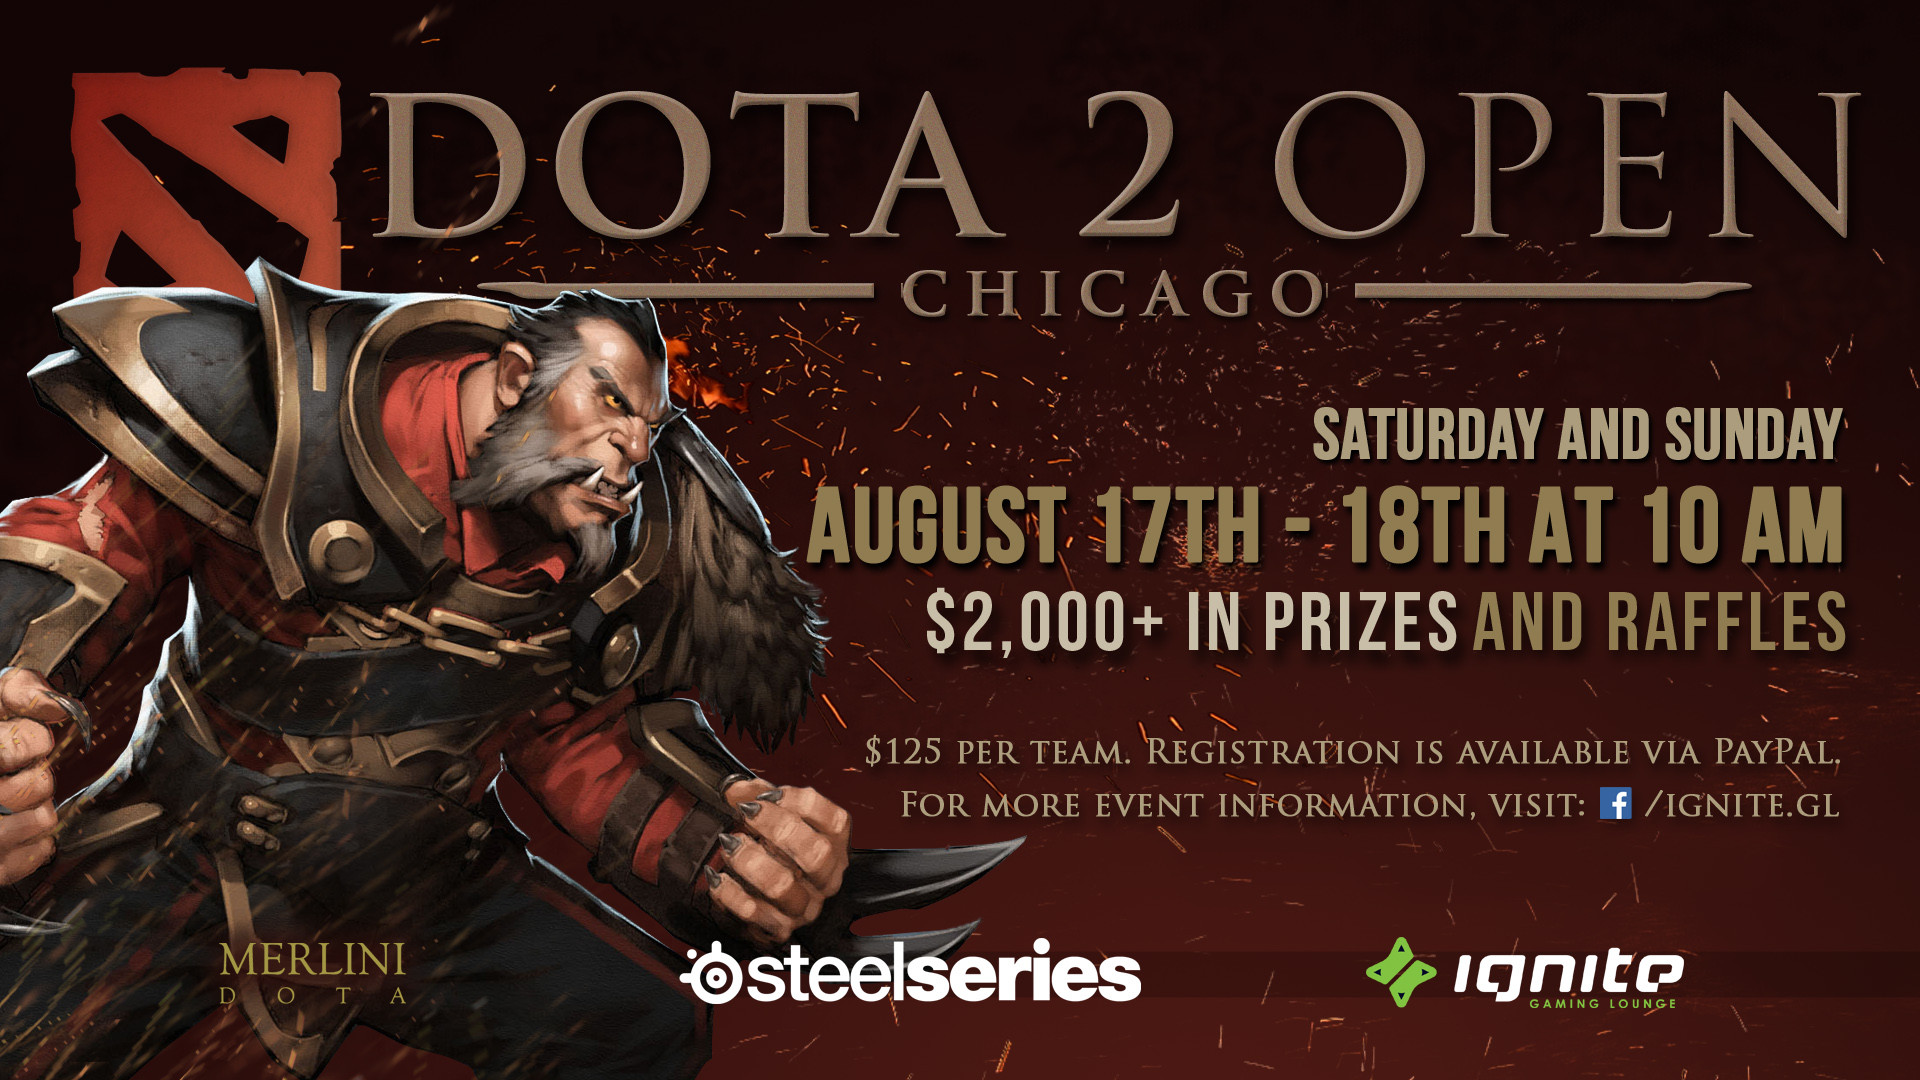 DOTA 2 OPEN
CHICAGO
SATURDAY AND SUNDAY
AUGUST 17TH - 18TH AT 10 AM
$2,000+ IN PRIZES AND RAFFLES
$125 PER TEAM. REGISTRATION IS AVAILABLE VIA PAYPAL.
FOR MORE EVENT INFORMATION, VISIT: f /IGNITE.GL
MERLINI
DOTA
steelseries
ignite
GAMING LOUNGE